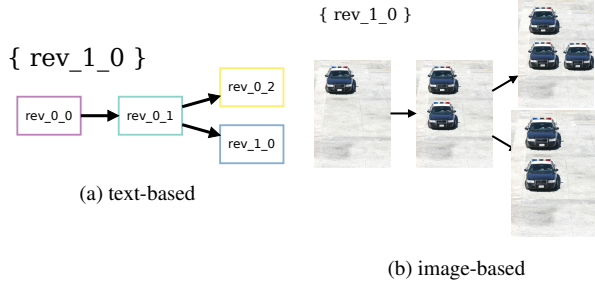 { rev_1_0 }
rev_0_0
rev_0_1
rev_0_2
rev_1_0
(a) text-based
{ rev_1_0 }
(b) image-based